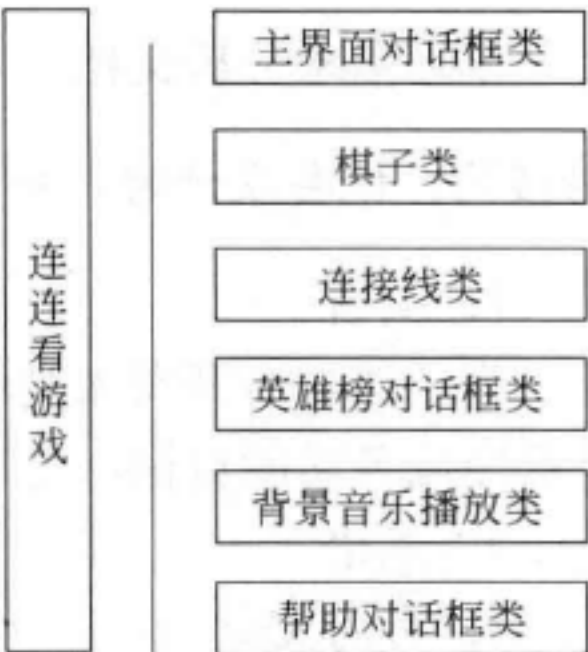 连连看游戏
主界面对话框类
棋子类
连接线类
英雄榜对话框类
背景音乐播放类
帮助对话框类